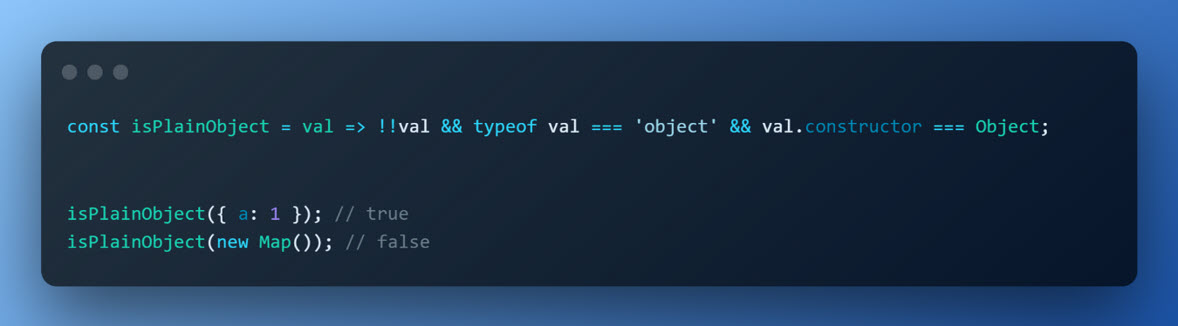 const isPlainObject = val => !!val && typeof val === 'object' && val.constructor === Object;
isPlainObject({ a: 1 }); // true
isPlainObject(new Map()); // false